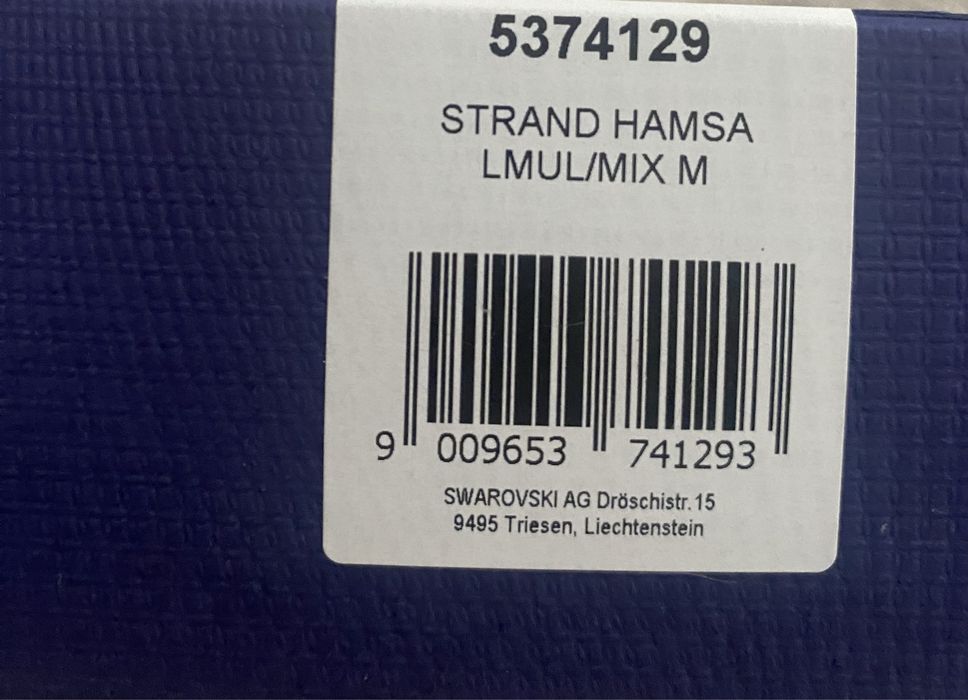 5374129
STRAND HAMSA
LMUL/MIX M
9 009653 741293
SWAROVSKI AG Dröschistr. 15
9495 Triesen, Liechtenstein